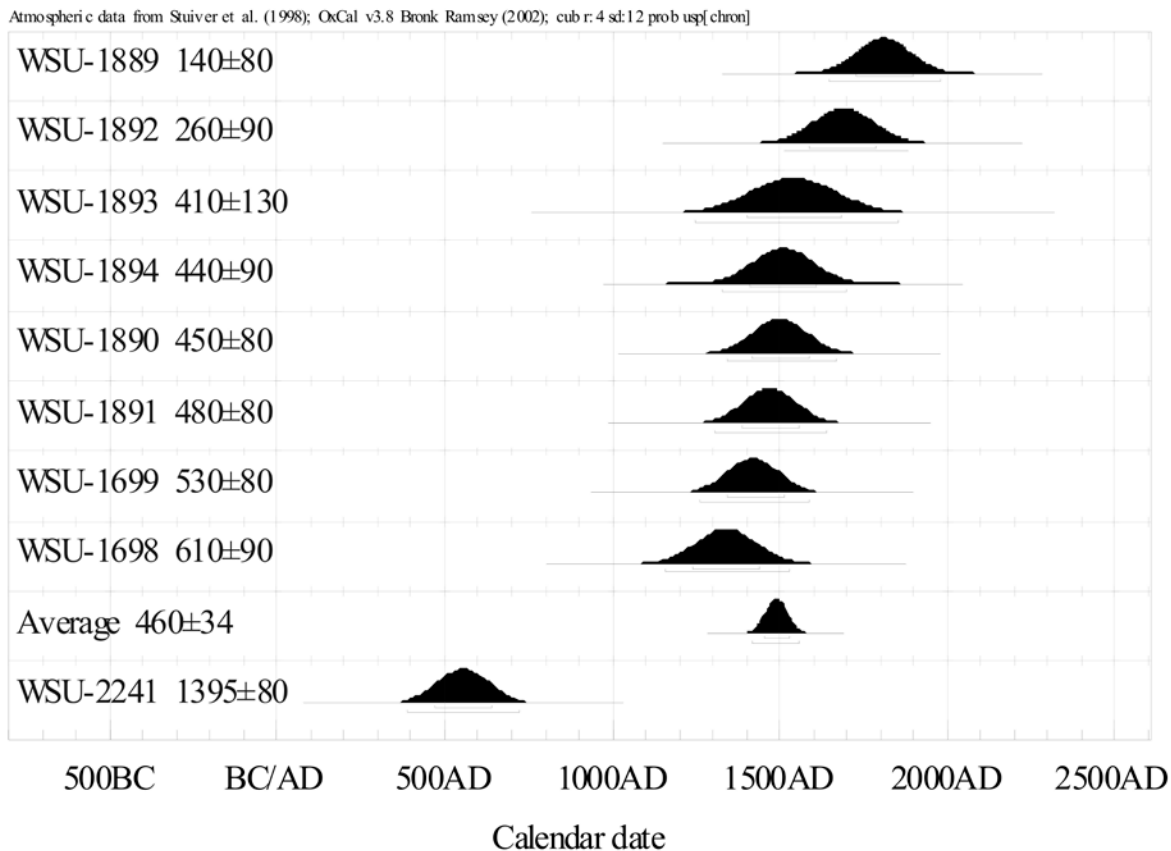 Atmospheric data from Stuiver et al. (1998); OxCal v3.8 Bronk Ramsey (2002); cub r:4 sd:12 prob usp[chron]
WSU-1889 140±80
WSU-1892 260±90
WSU-1893 410±130
WSU-1894 440±90
WSU-1890 450±80
WSU-1891 480±80
WSU-1699 530±80
WSU-1698 610±90
Average 460±34
WSU-2241 1395±80
500BC BC/AD 500AD 1000AD 1500AD 2000AD 2500AD
Calendar date